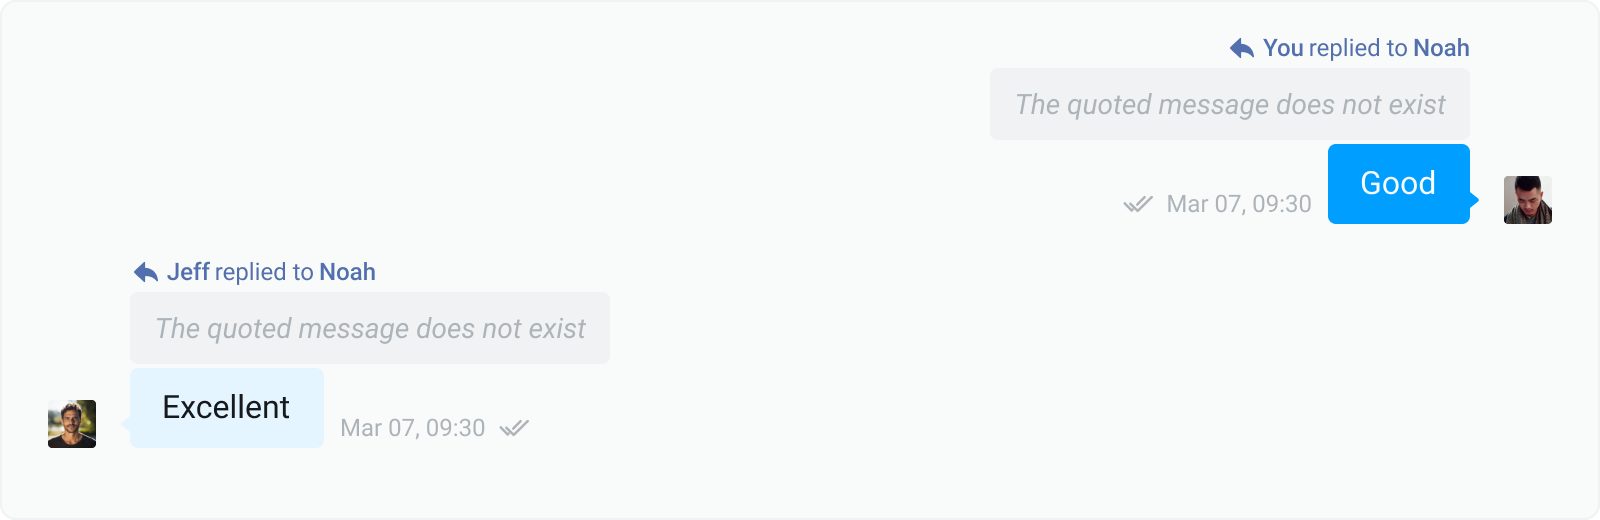 You replied to Noah
The quoted message does not exist
Good
Mar 07, 09:30
Jeff replied to Noah
The quoted message does not exist
Excellent
Mar 07, 09:30